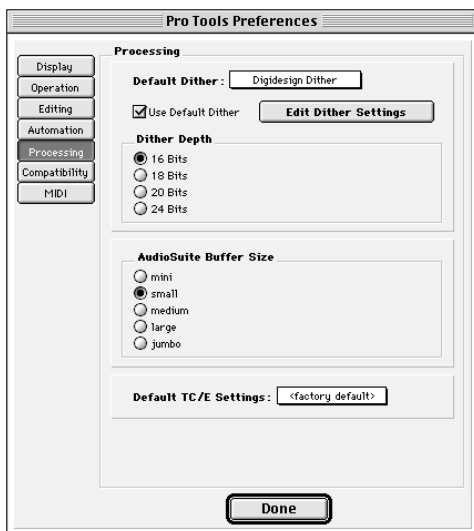 Pro Tools Preferences
Display
Operation
Editing
Automation
Processing
Compatibility
MIDI
Processing
Default Dither: Digidesign Dither
Use Default Dither Edit Dither Settings
Dither Depth
16 Bits
18 Bits
20 Bits
24 Bits
AudioSuite Buffer Size
mini
small
medium
large
jumbo
Default TC/E Settings: <factory default>
Done